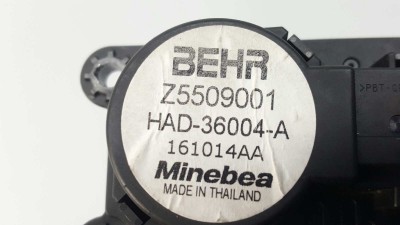 BEHR
Z5509001
HAD-36004-A
161014AA
Minebea
MADE IN THAILAND